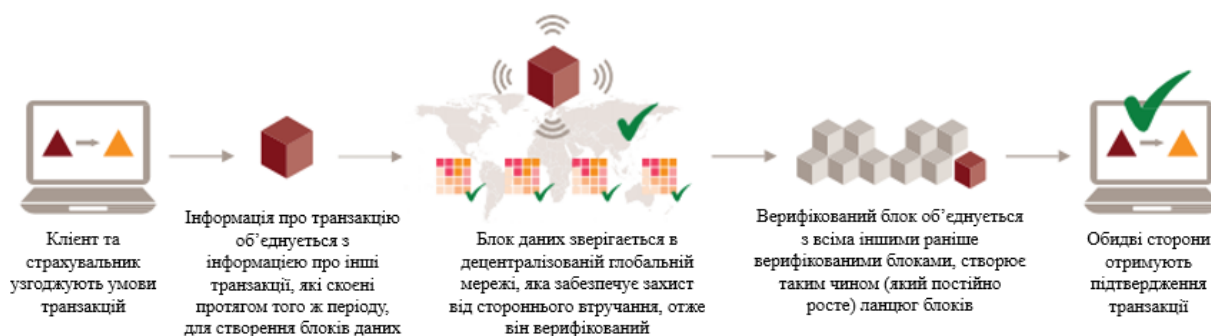 Клієнт та
страхувальник
узгоджують умови
транзакцій
Інформація про транзакцію
об’єднується з
інформацією про інші
транзакції, які скоєні
протягом того ж періоду,
для створення блоків даних
Блок даних зверігається в
децентралізованій глобальній
мережі, яка забезпечує захист
від стороннього втручання, отже
він верифікований
Верифікований блок об’єднується
з всіма іншими раніше
верифікованими блоками, створює
таким чином (який постійно
росте) ланцюг блоків
Обидві сторони
отримують
підтвердження
транзакції